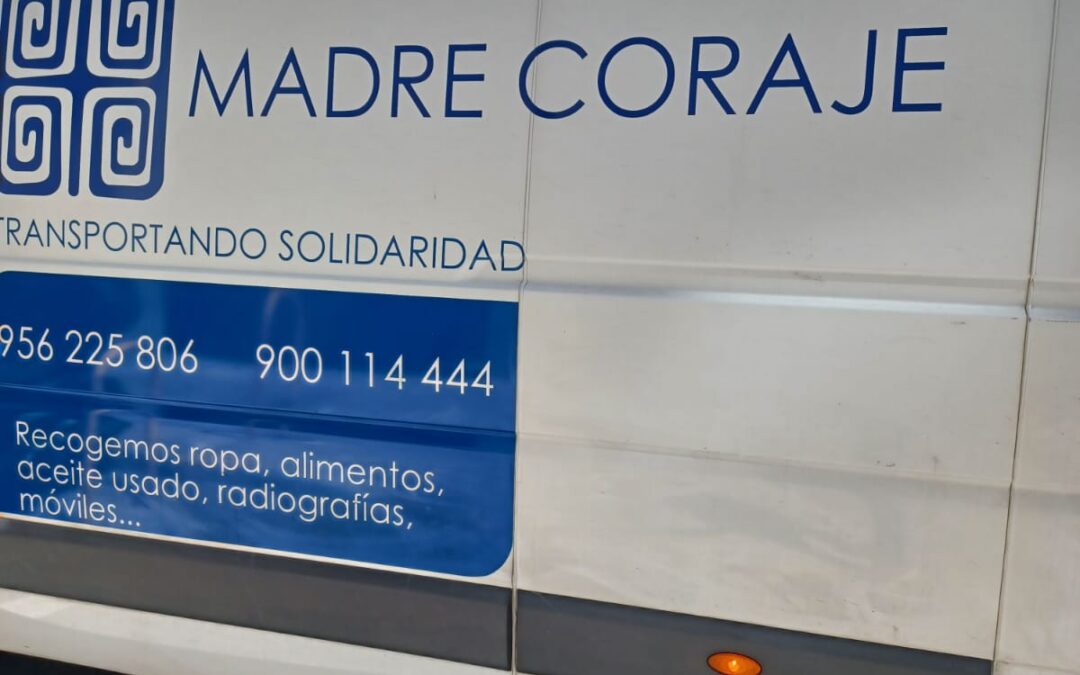 MADRE CORAJE
TRANSPORTANDO SOLIDARIDAD
956 225 806 900 114 444
Recogemos ropa, alimentos,
aceite usado, radiografías,
móviles...